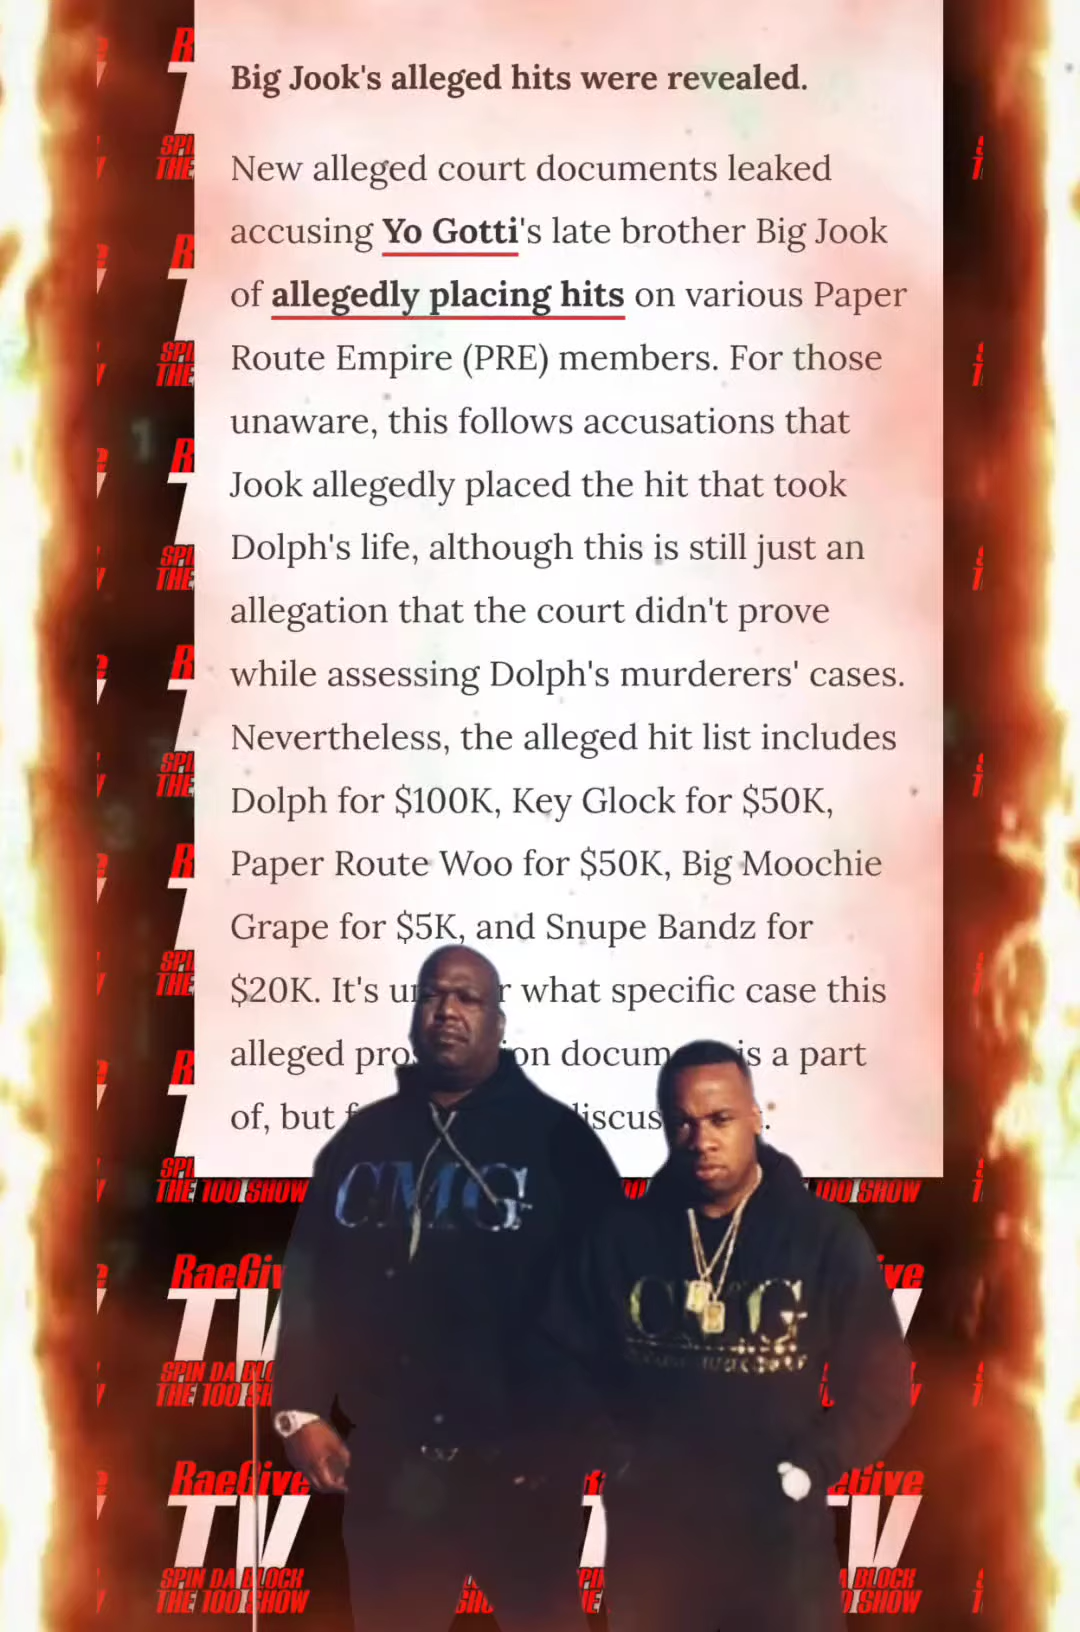 Big Jook's alleged hits were revealed.
New alleged court documents leaked
accusing Yo Gotti's late brother Big Jook
of allegedly placing hits on various Paper
Route Empire (PRE) members. For those
unaware, this follows accusations that
Jook allegedly placed the hit that took
Dolph's life, although this is still just an
allegation that the court didn't prove
while assessing Dolph's murderers' cases.
Nevertheless, the alleged hit list includes
Dolph for $100K, Key Glock for $50K,
Paper Route Woo for $50K, Big Moochie
Grape for $5K, and Snupe Bandz for
$20K. It's what specific case this
alleged is a part
of, but
CMG
CMG
THE 100 SHOW
100 SHOW
RaeGive
TV
SPIN DA BLOCK
THE 100 SHOW